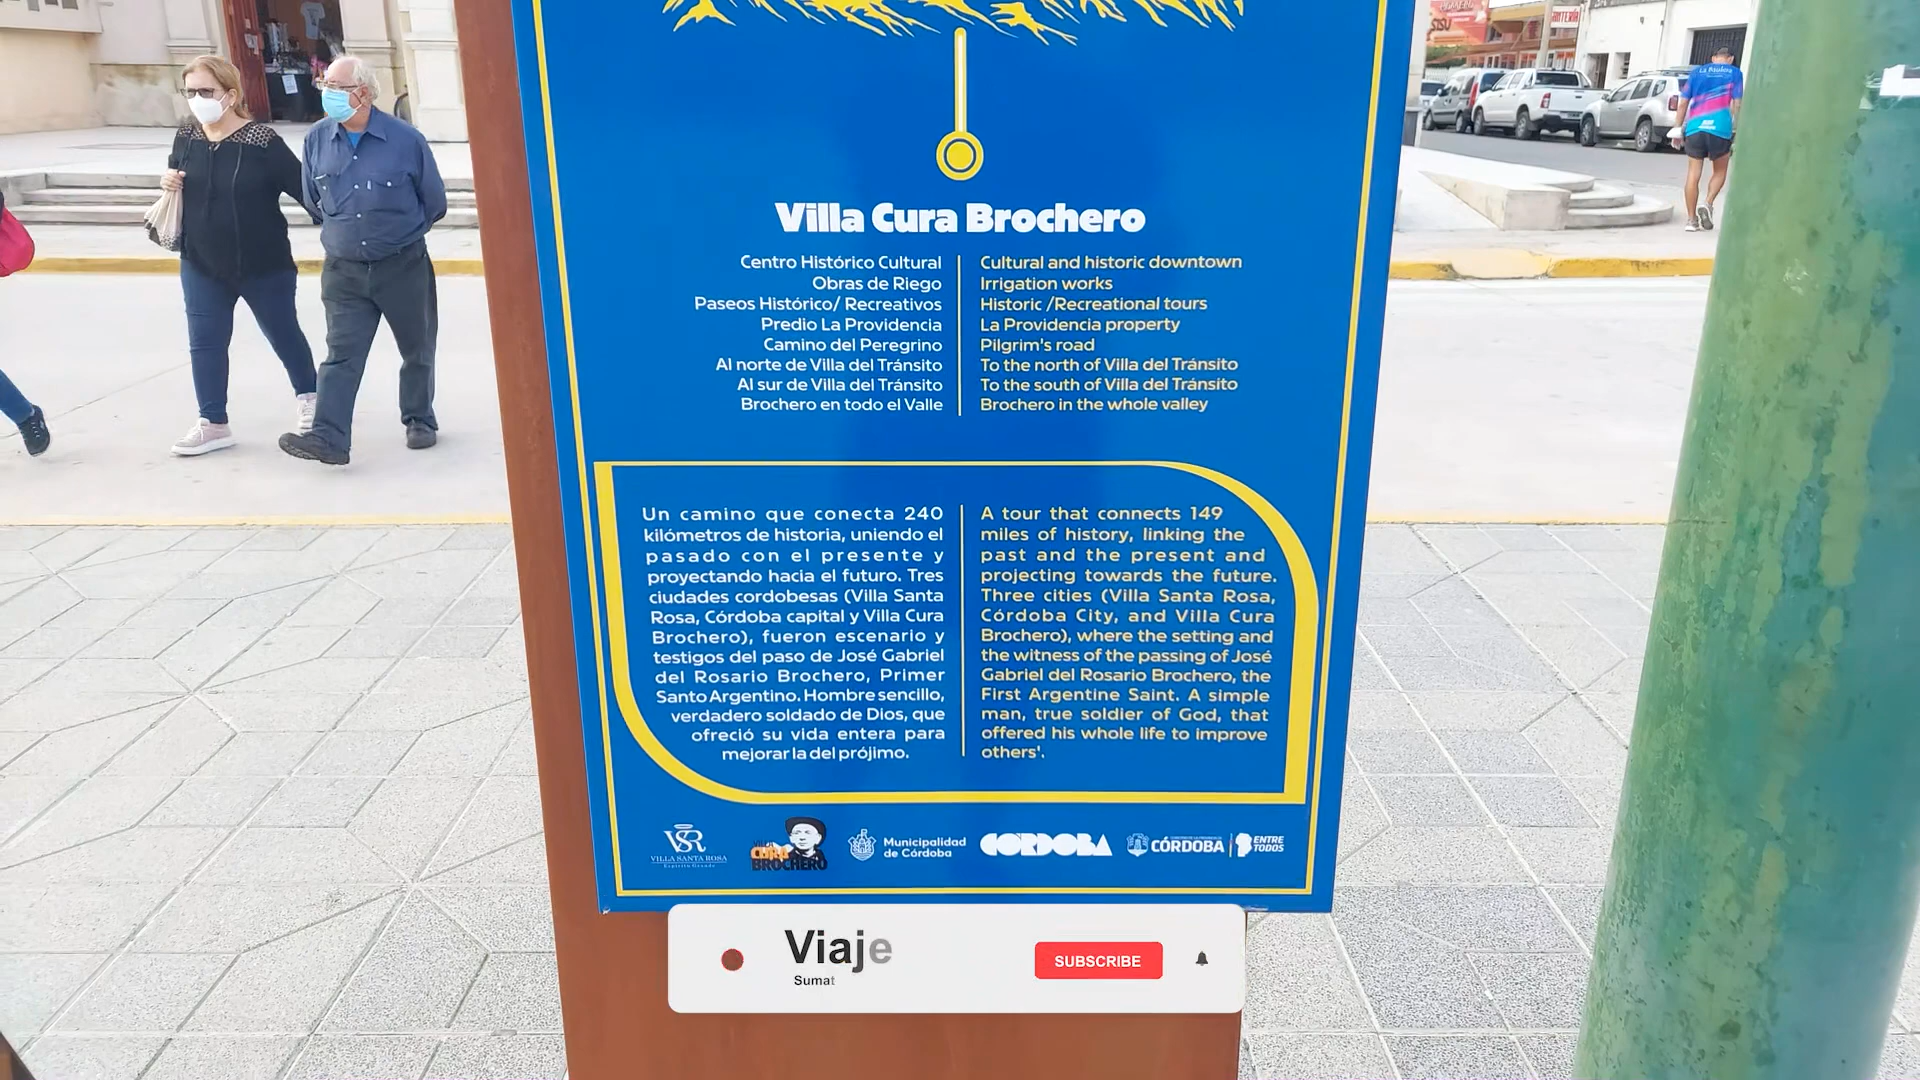 Villa Cura Brochero
Centro Histórico Cultural
Obras de Riego
Paseos Histórico/ Recreativos
Predio La Providencia
Camino del Peregrino
Al norte de Villa del Tránsito
Al sur de Villa del Tránsito
Brochero en todo el Valle
Cultural and historic downtown
Irrigation works
Historic /Recreational tours
La Providencia property
Pilgrim's road
To the north of Villa del Tránsito
To the south of Villa del Tránsito
Brochero in the whole valley
Un camino que conecta 240
kilómetros de historia, uniendo el
pasado con el presente y
proyectando hacia el futuro. Tres
ciudades cordobesas (Villa Santa
Rosa, Córdoba capital y Villa Cura
Brochero), fueron escenario y
testigos del paso de José Gabriel
del Rosario Brochero, Primer
Santo Argentino. Hombre sencillo,
verdadero soldado de Dios, que
ofreció su vida entera para
mejorar la del prójimo.
A tour that connects 149
miles of history, linking the
past and the present and
projecting towards the future.
Three cities (Villa Santa Rosa,
Córdoba City, and Villa Cura
Brochero), where the setting and
the witness of the passing of José
Gabriel del Rosario Brochero, the
First Argentine Saint. A simple
man, true soldier of God, that
offered his whole life to improve
others'.
VSR
VILLA SANTA ROSA
CURA
BROCHERO
Municipalidad
de Córdoba
CÓRDOBA
CÓRDOBA
ENTRE
TODOS
Viaje
Sumat
SUBSCRIBE